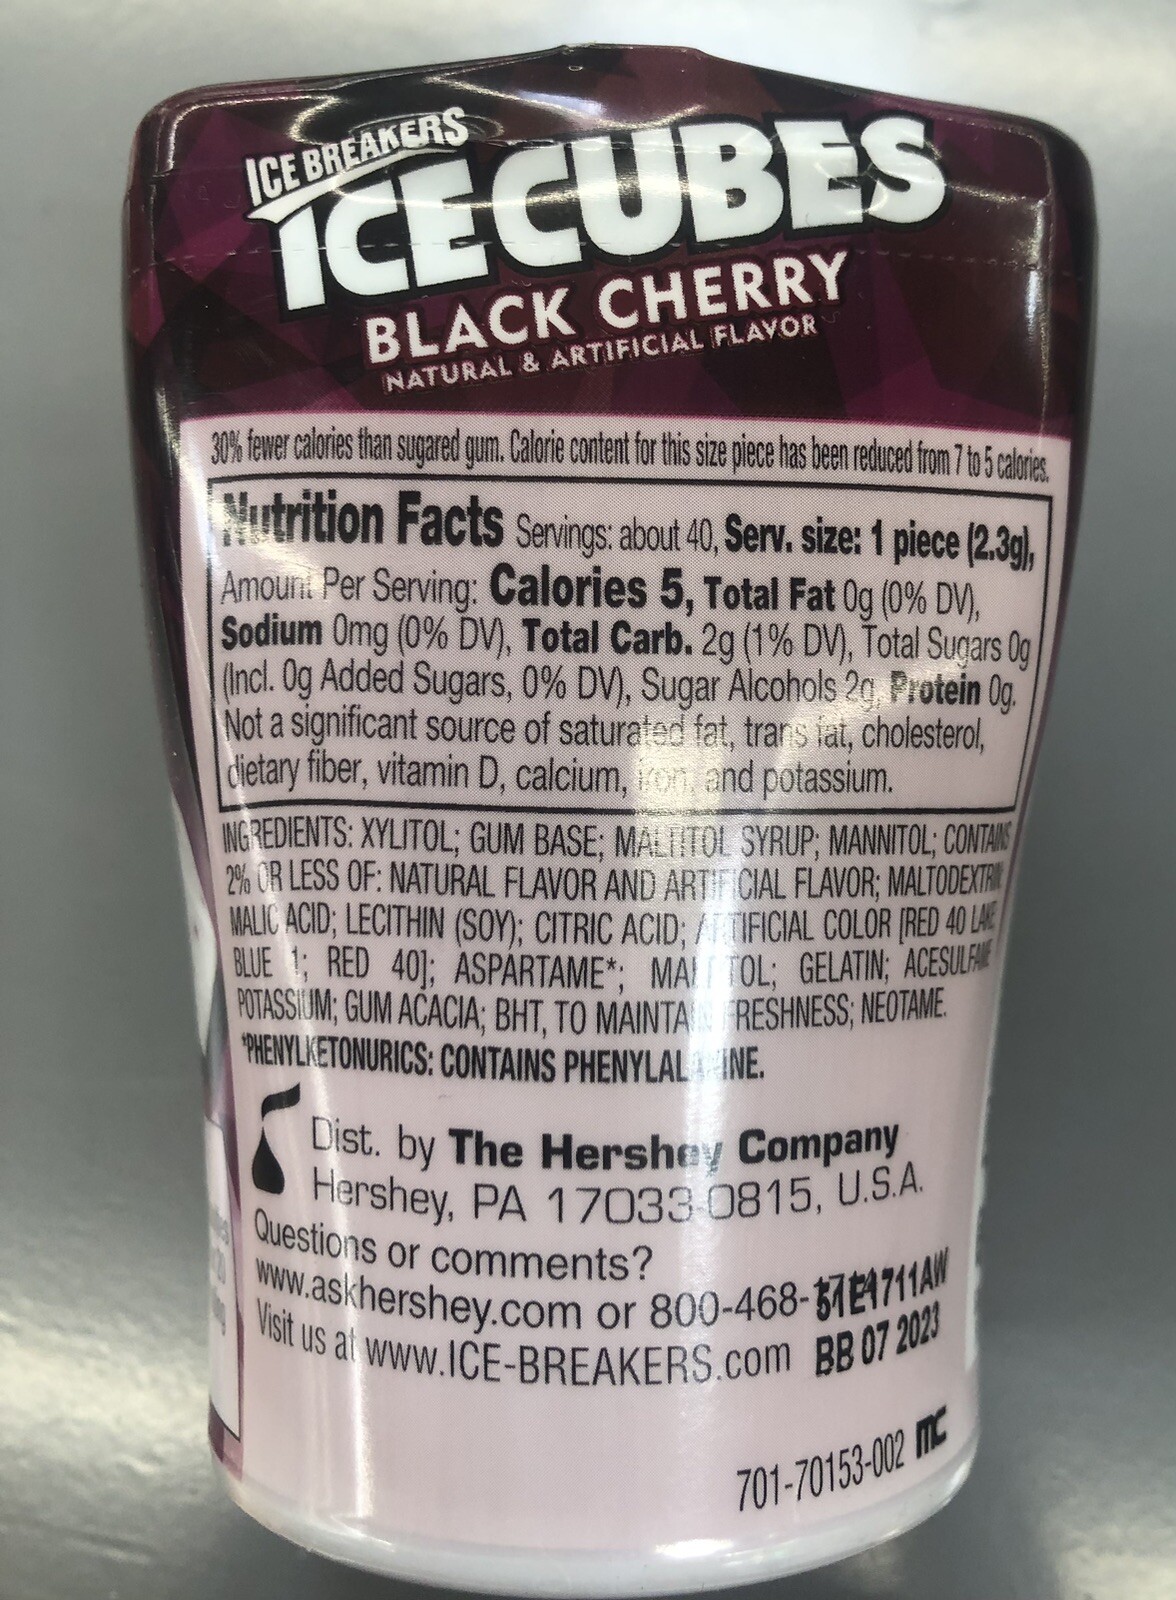 ICE BREAKERS
ICE CUBES
BLACK CHERRY
NATURAL & ARTIFICIAL FLAVOR
30% fewer calories than sugared gum. Calorie content for this size piece has been reduced from 7 to 5 calories.
Nutrition Facts Servings: about 40, Serv. size: 1 piece (2.3g),
Amount Per Serving: Calories 5, Total Fat 0g (0% DV),
Sodium 0mg (0% DV), Total Carb. 2g (1% DV), Total Sugars 0g
(Incl. 0g Added Sugars, 0% DV), Sugar Alcohols 2g, Protein 0g.
Not a significant source of saturated fat, trans fat, cholesterol,
dietary fiber, vitamin D, calcium, iron, and potassium.
INGREDIENTS: XYLITOL; GUM BASE; MALTITOL SYRUP; MANNITOL; CONTAINS
2% OR LESS OF: NATURAL FLAVOR AND ARTIFICIAL FLAVOR; MALTODEXTRIN;
MALIC ACID; LECITHIN (SOY); CITRIC ACID; ARTIFICIAL COLOR [RED 40 LAKE;
BLUE 1; RED 40]; ASPARTAME*; MALTITOL; GELATIN; ACESULFAME
POTASSIUM; GUM ACACIA; BHT, TO MAINTAIN FRESHNESS; NEOTAME.
*PHENYLKETONURICS: CONTAINS PHENYLALANINE.
Dist. by The Hershey Company
Hershey, PA 17033-0815, U.S.A.
Questions or comments?
www.askhershey.com or 800-468-
Visit us at www.ICE-BREAKERS.com BB 07 2023
701-70153-002 MC